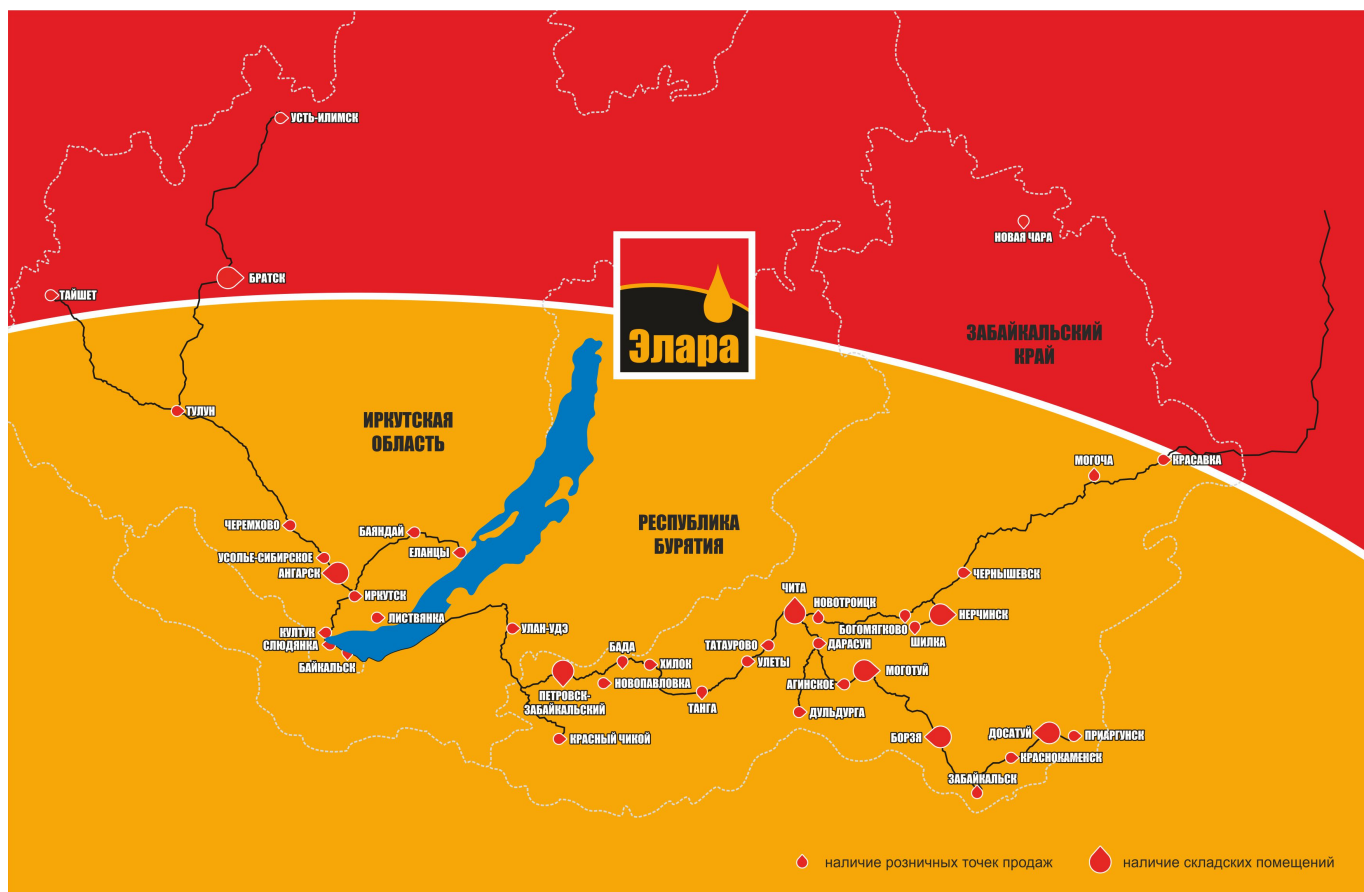 УСТЬ-ИЛИМСК
НОВАЯ ЧАРА
БРАТСК
ТАЙШЕТ
Элара
ЗАБАЙКАЛЬСКИЙ
КРАЙ
ТУЛУН
ИРКУТСКАЯ
ОБЛАСТЬ
МОГОЧА
КРАСАВКА
ЧЕРЕМХОВО
БАЯНДАЙ
РЕСПУБЛИКА
БУРЯТИЯ
ЕЛАНЦЫ
УСОЛЬЕ-СИБИРСКОЕ
АНГАРСК
ЧЕРНЫШЕВСК
ИРКУТСК
ЧИТА
НОВОТРОИЦК
НЕРЧИНСК
ЛИСТВЯНКА
БОГОМЯГКОВО
УЛАН-УДЭ
КУЛТУК
ШИЛКА
СЛЮДЯНКА
БАДА
ТАТАУРОВО
ДАРАСУН
БАЙКАЛЬСК
ХИЛОК
УЛЕТЫ
МОГОТУЙ
НОВОПАВЛОВКА
АГИНСКОЕ
ПЕТРОВСК-
ЗАБАЙКАЛЬСКИЙ
ТАНГА
ДУЛЬДУРГА
КРАСНЫЙ ЧИКОЙ
БОРЗЯ
ДОСАТУЙ
ПРИАРГУНСК
КРАСНОКАМЕНСК
ЗАБАЙКАЛЬСК
наличие розничных точек продаж
наличие складских помещений